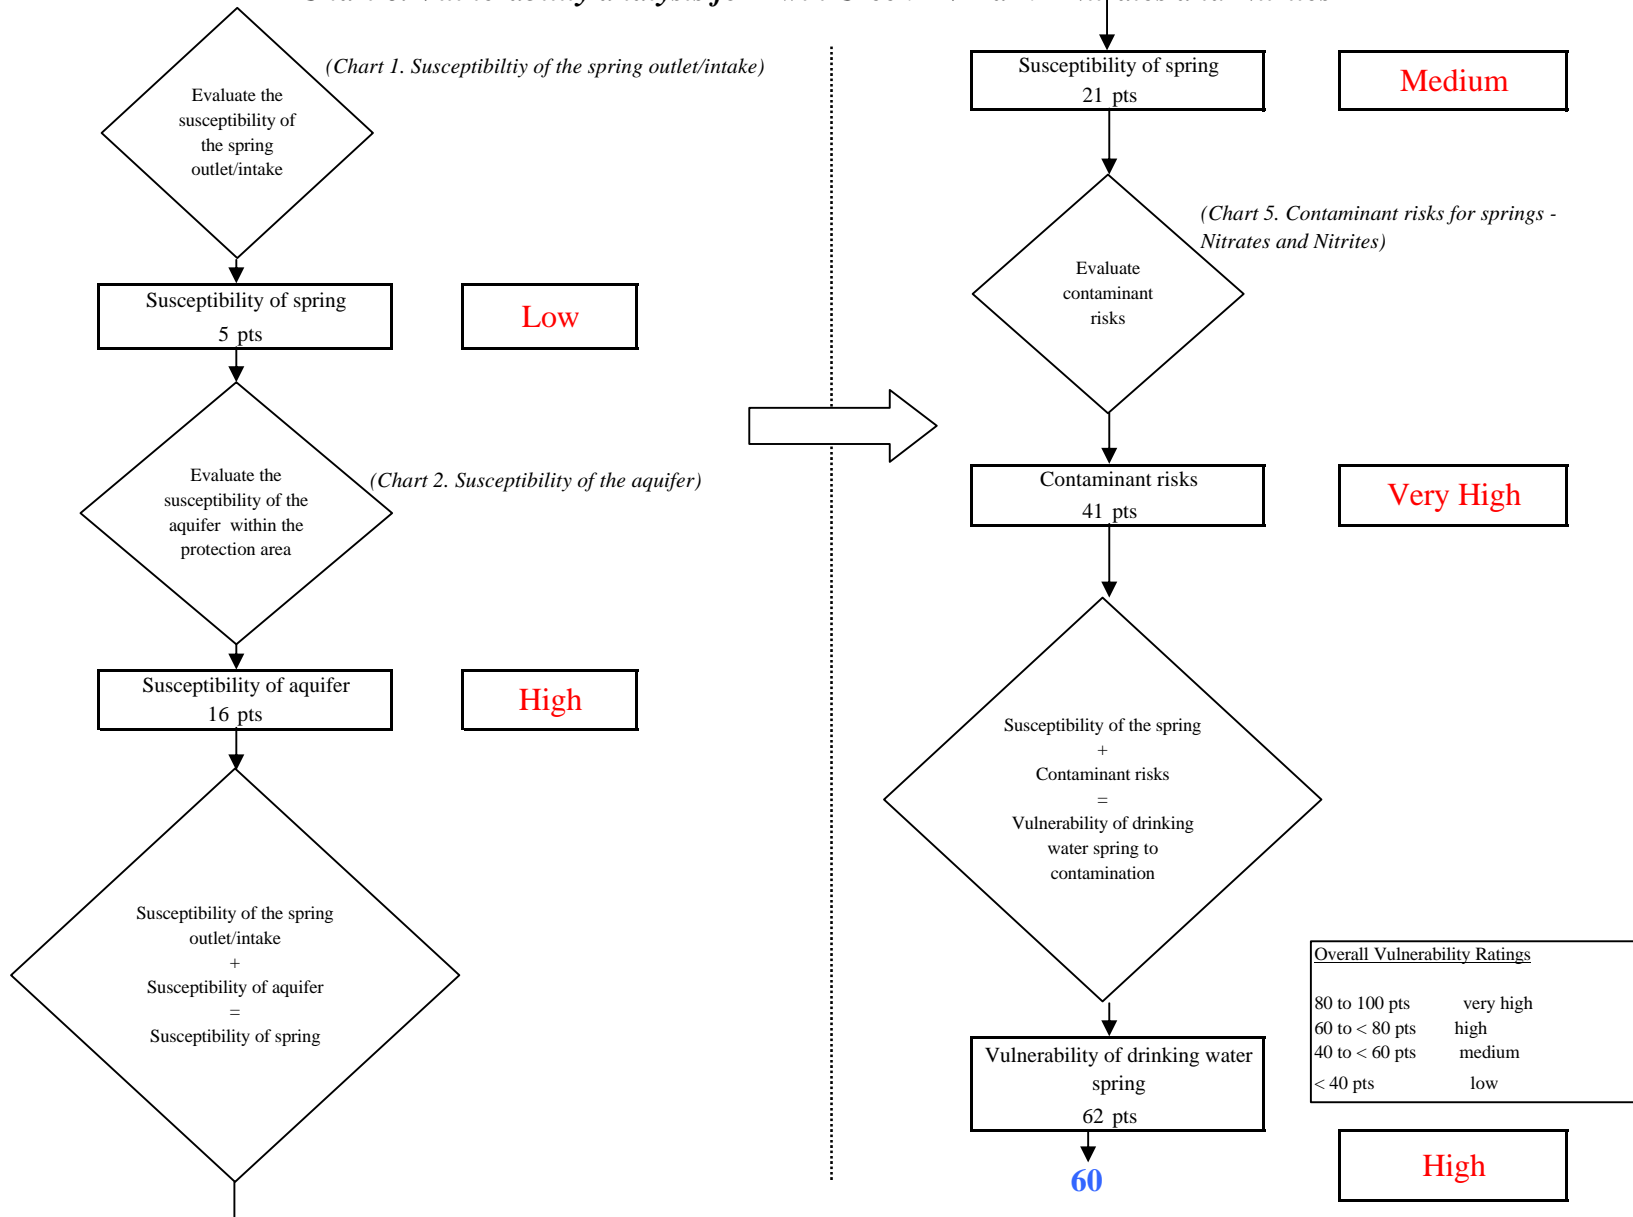 (Chart 1. Susceptibiltiy of the spring outlet/intake)
Evaluate the
susceptibility of
the spring
outlet/intake
Susceptibility of spring
5 pts
Low
Evaluate the
susceptibility of the
aquifer within the
protection area
(Chart 2. Susceptibility of the aquifer)
Susceptibility of aquifer
16 pts
High
Susceptibility of the spring
outlet/intake
+
Susceptibility of aquifer
=
Susceptibility of spring
Susceptibility of spring
21 pts
Medium
(Chart 5. Contaminant risks for springs -
Nitrates and Nitrites)
Evaluate
contaminant
risks
Contaminant risks
41 pts
Very High
Susceptibility of the spring
+
Contaminant risks
=
Vulnerability of drinking
water spring to
contamination
Overall Vulnerability Ratings
80 to 100 pts very high
60 to < 80 pts high
40 to < 60 pts medium
< 40 pts low
Vulnerability of drinking water
spring
62 pts
60
High